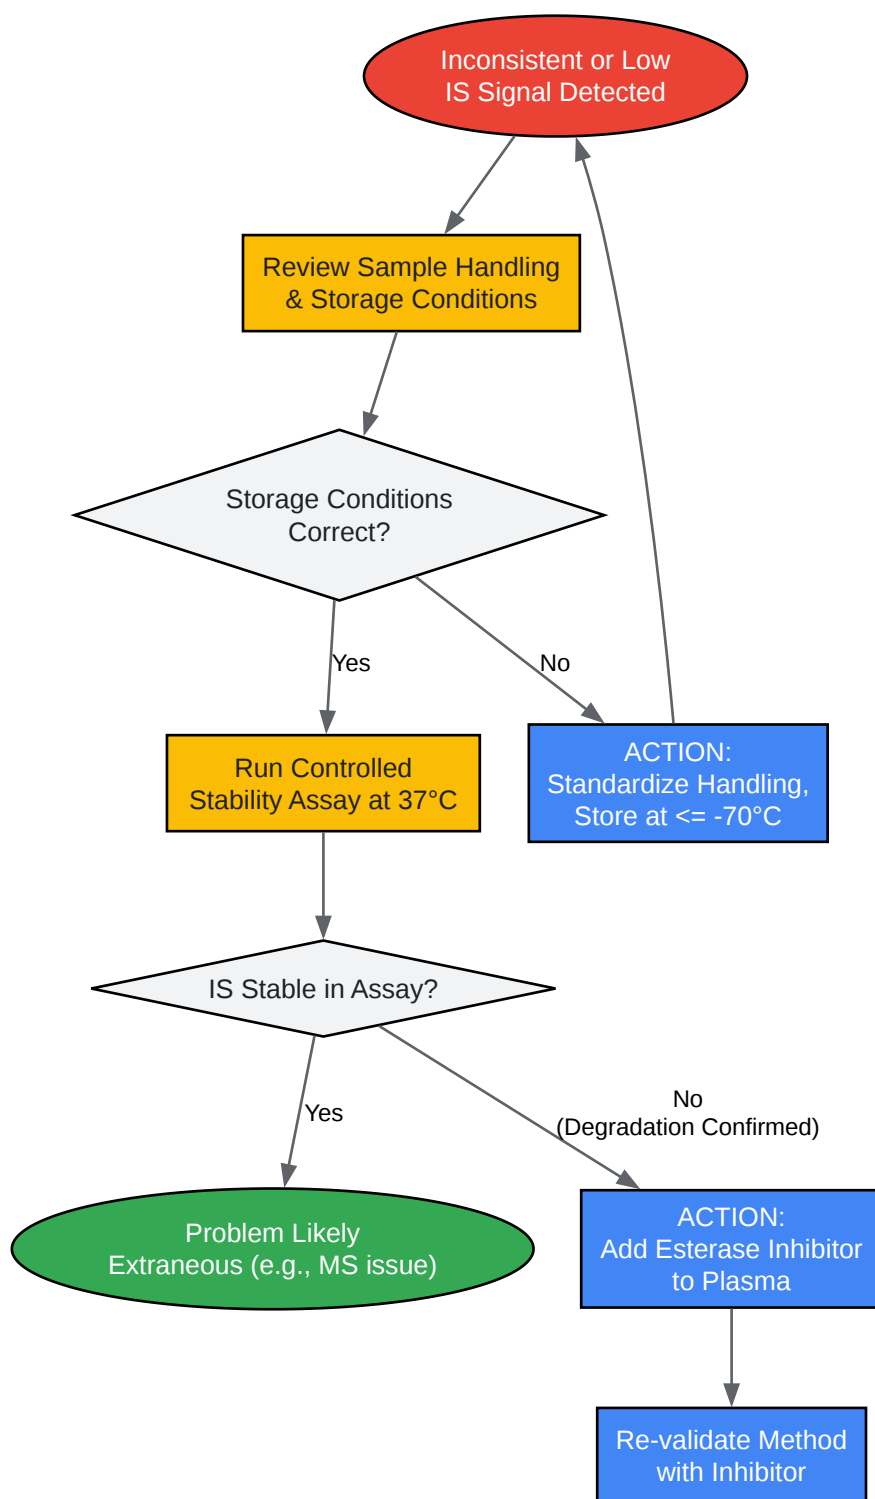 Inconsistent or Low
IS Signal Detected
Review Sample Handling
& Storage Conditions
Storage Conditions
Correct?
Yes
No
Run Controlled
Stability Assay at 37°C
ACTION:
Standardize Handling,
Store at <= -70°C
IS Stable in Assay?
Yes
No
(Degradation Confirmed)
Problem Likely
Extraneous (e.g., MS issue)
ACTION:
Add Esterase Inhibitor
to Plasma
Re-validate Method
with Inhibitor